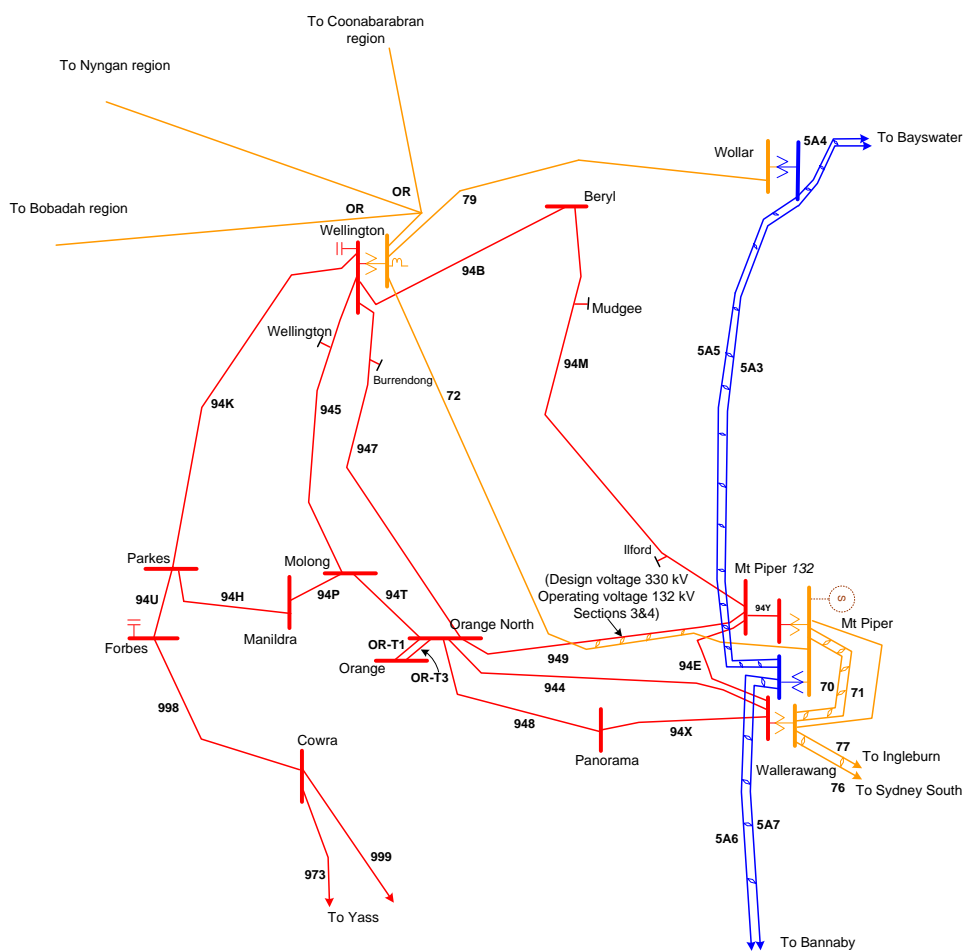 To Coonabarabran
region
To Nyngan region
Wollar
5A4
To Bayswater
OR
79
Beryl
To Bobadah region
OR
Wellington
94B
Mudgee
Wellington
5A5
5A3
94M
Burrendong
72
94K
945
947
Ilford
Parkes
Molong
(Design voltage 330 kV
Operating voltage 132 kV
Sections 3&4)
Mt Piper 132
S
94U
94H
94P
94T
94Y
Mt Piper
Orange North
Forbes
Manildra
OR-T1
Orange
OR-T3
949
94E
70
71
944
998
948
94X
Cowra
Panorama
77
To Ingleburn
Wallerawang
76
To Sydney South
5A6
5A7
973
999
To Yass
To Bannaby